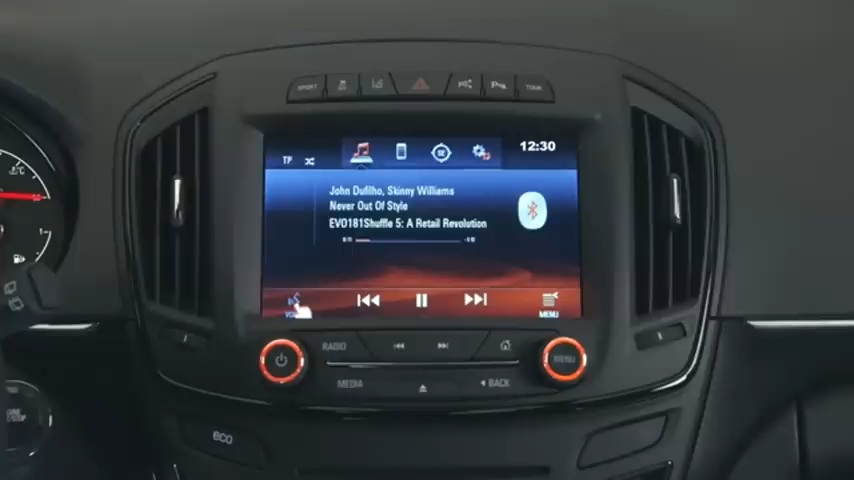 SPORT
TOUR
12:30
TP
SE
John Dufilho, Skinny Williams
Never Out Of Style
EVO181Shuffle 5: A Retail Revolution
MENU
RADIO
MENU
MEDIA
BACK
eco